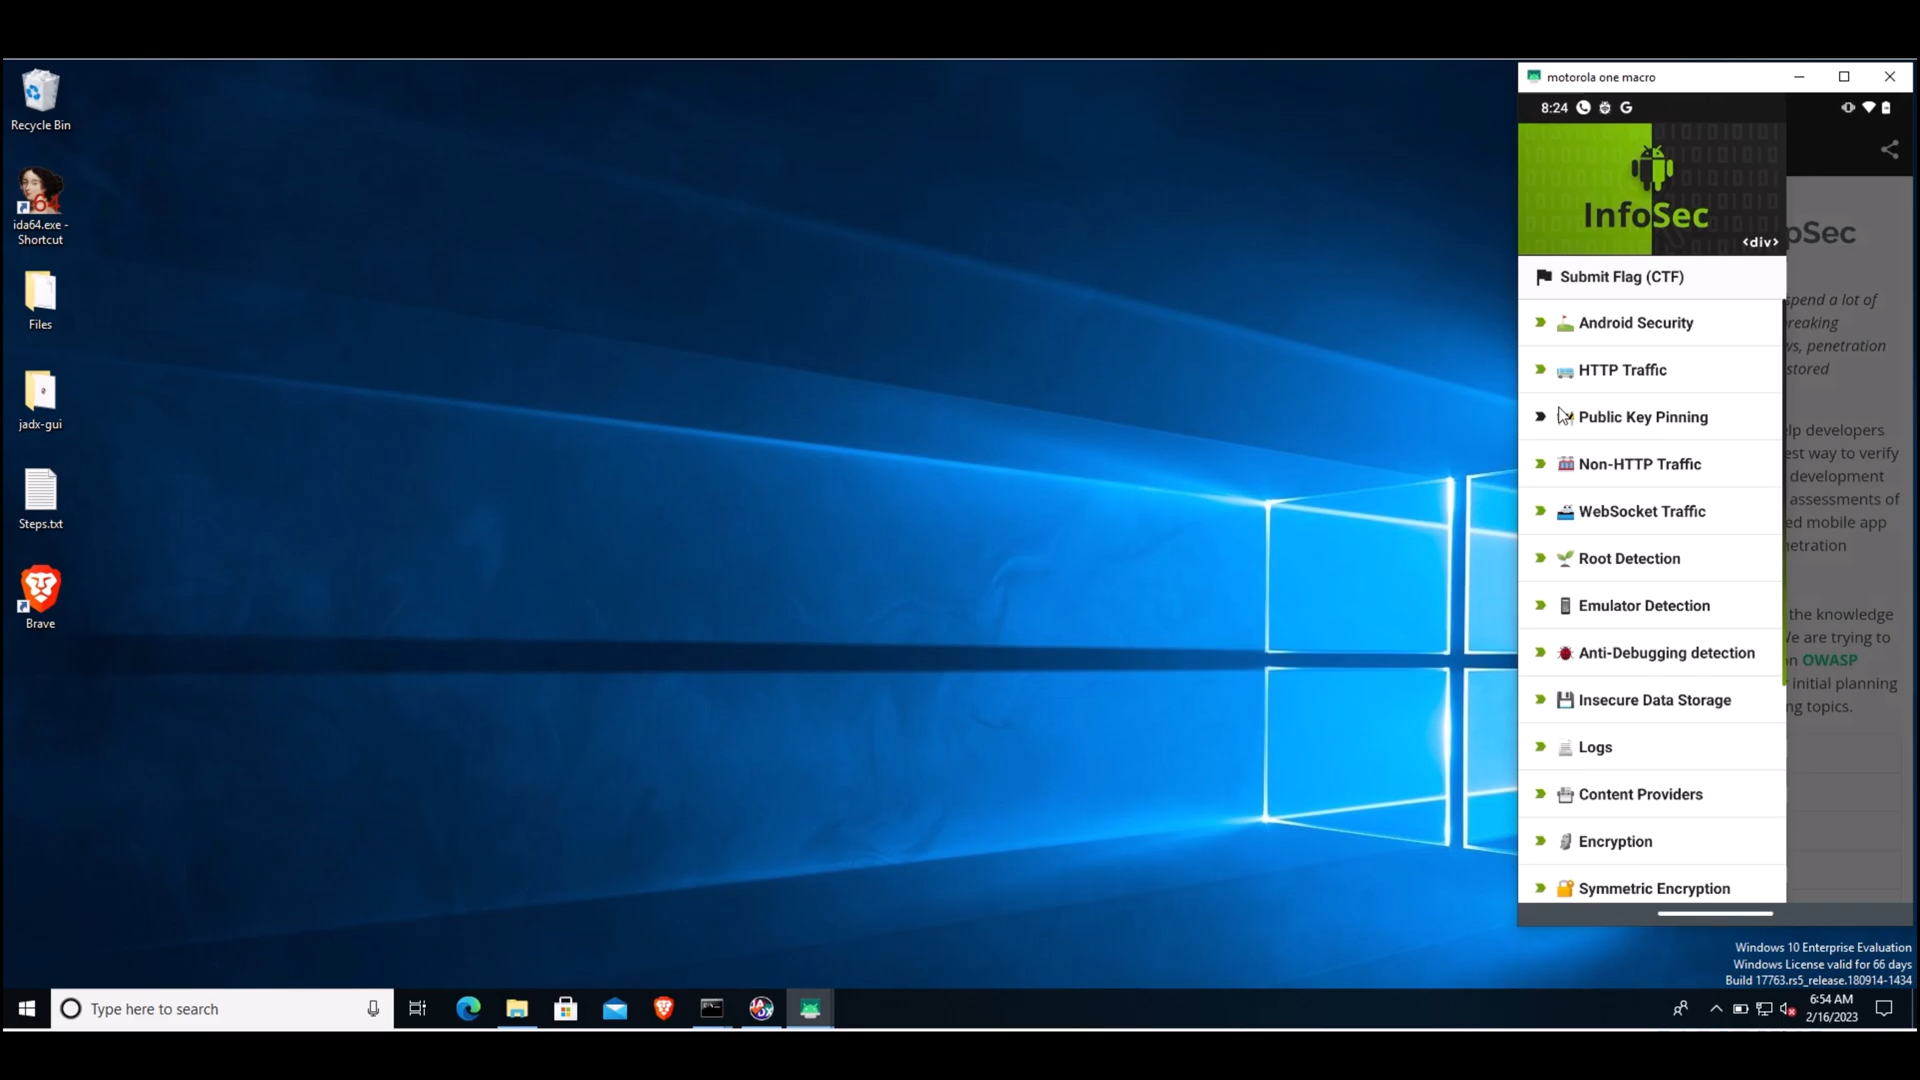 Recycle Bin
ida64.exe -
Shortcut
Files
jadx-gui
Steps.txt
Brave
motorola one macro
8:24
InfoSec
<div>
Submit Flag (CTF)
Android Security
HTTP Traffic
Public Key Pinning
Non-HTTP Traffic
WebSocket Traffic
Root Detection
Emulator Detection
Anti-Debugging detection
Insecure Data Storage
Logs
Content Providers
Encryption
Symmetric Encryption
pSec
spend a lot of
reaking
vs, penetration
stored
lp developers
est way to verify
development
assessments of
ed mobile app
netration
the knowledge
Ve are trying to
n OWASP
initial planning
ng topics.
Windows 10 Enterprise Evaluation
Windows License valid for 66 days
Build 17763.rs5_release.180914-1434
Type here to search
6:54 AM
2/16/2023